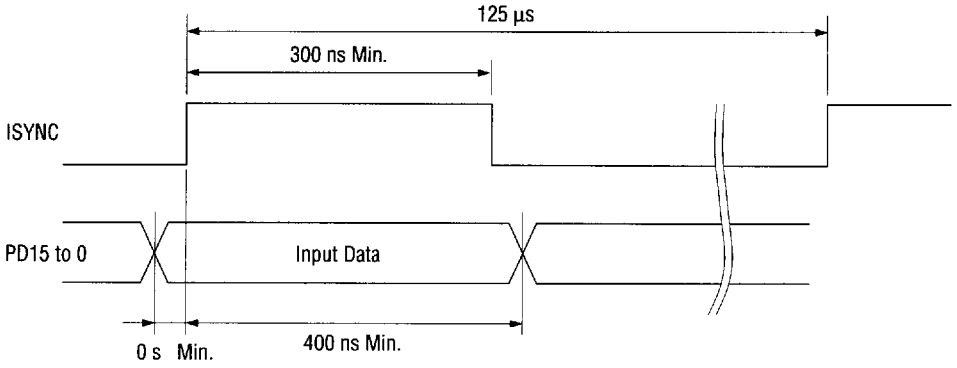 125 µs
300 ns Min.
ISYNC
PD15 to 0
Input Data
0 s Min.
400 ns Min.